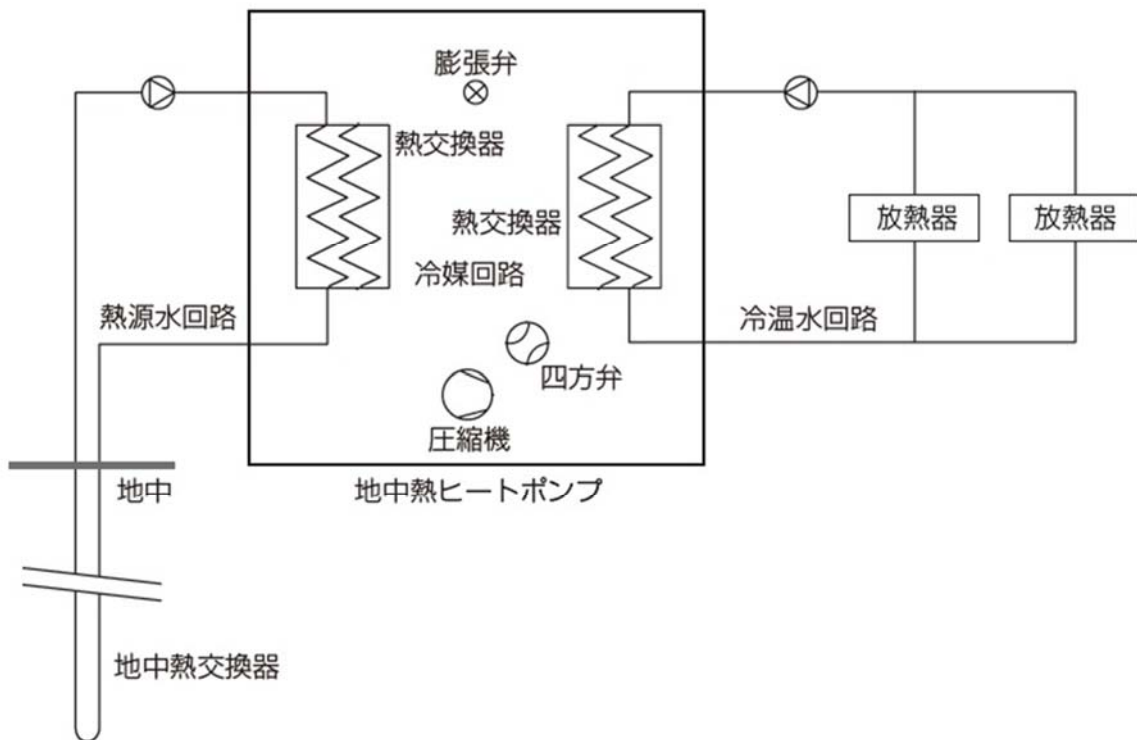 膨張弁
熱交換器
熱交換器
放熱器
放熱器
冷媒回路
熱源水回路
冷温水回路
四方弁
圧縮機
地中
地中熱ヒートポンプ
地中熱交換器